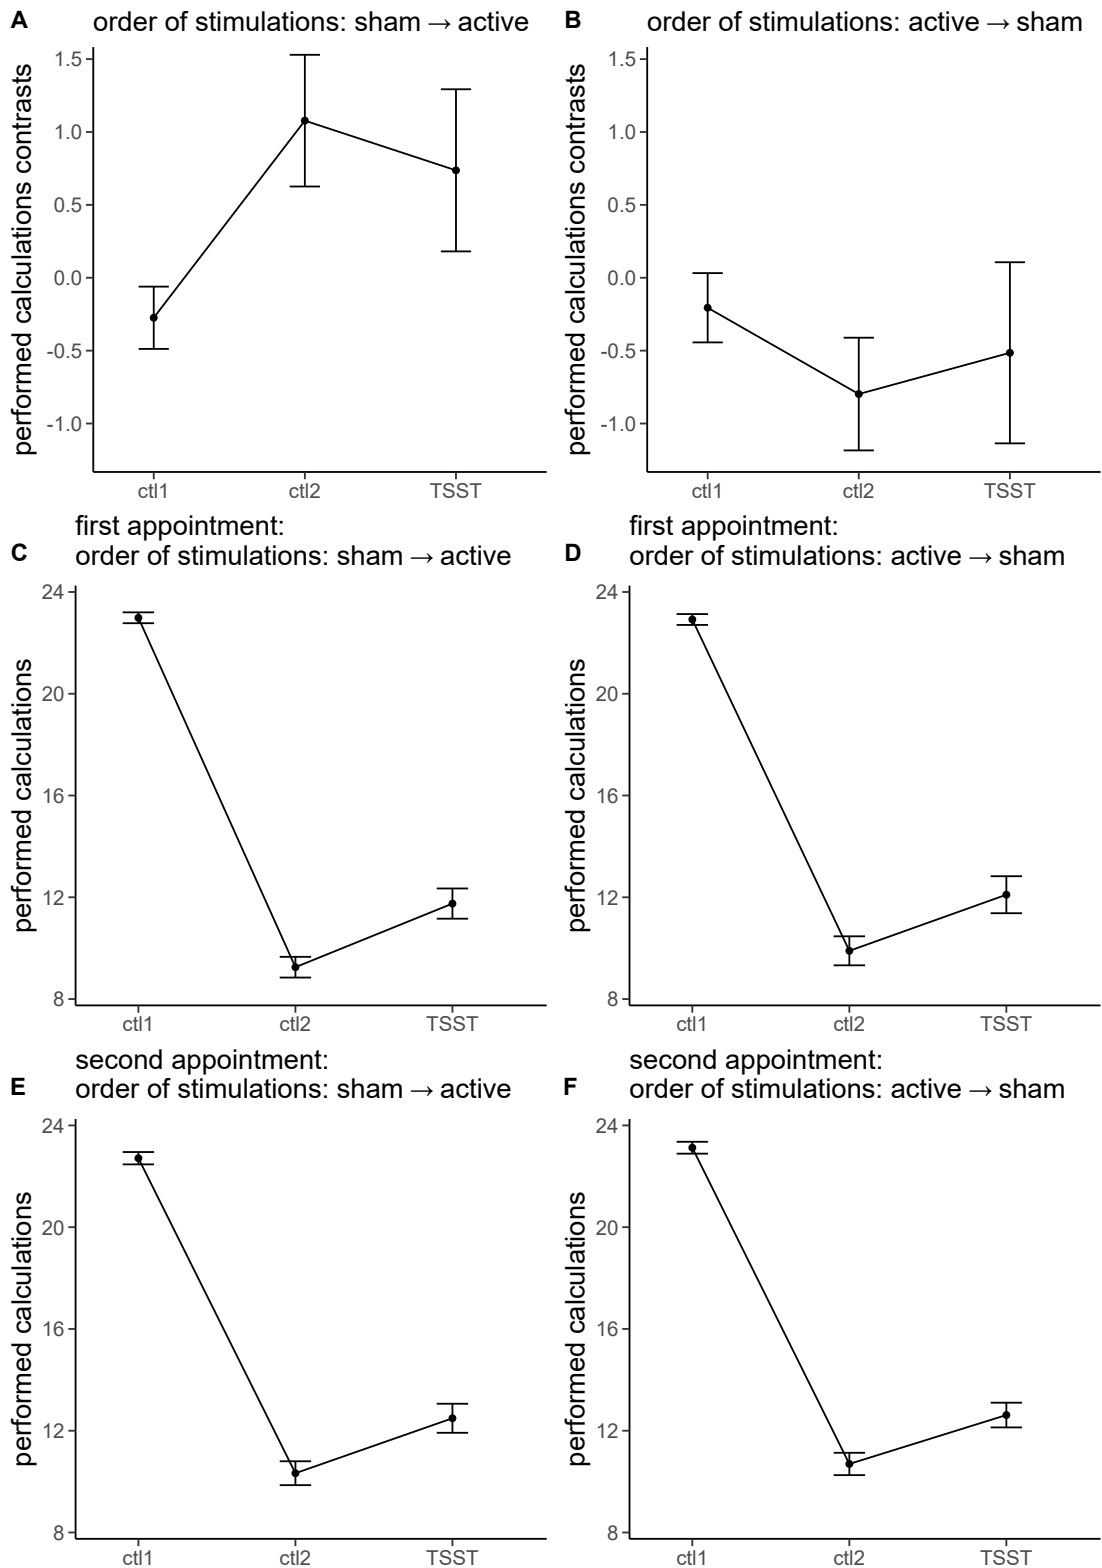 A
order of stimulations: sham → active
performed calculations contrasts
1.5
1.0
0.5
0.0
-0.5
-1.0
ctl1
ctl2
TSST
B
order of stimulations: active → sham
performed calculations contrasts
1.5
1.0
0.5
0.0
-0.5
-1.0
ctl1
ctl2
TSST
C
first appointment:
order of stimulations: sham → active
performed calculations
24
20
16
12
8
ctl1
ctl2
TSST
D
first appointment:
order of stimulations: active → sham
performed calculations
24
20
16
12
8
ctl1
ctl2
TSST
E
second appointment:
order of stimulations: sham → active
performed calculations
24
20
16
12
8
ctl1
ctl2
TSST
F
second appointment:
order of stimulations: active → sham
performed calculations
24
20
16
12
8
ctl1
ctl2
TSST